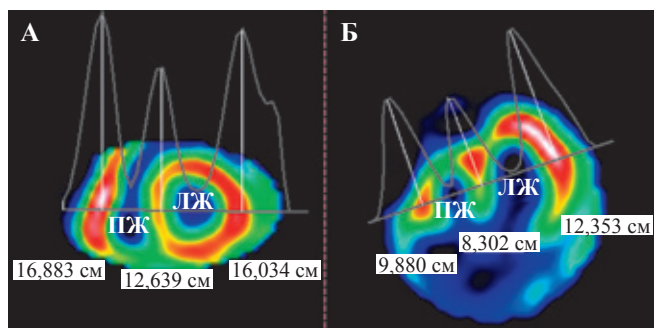 А
Б
ПЖ
ЛЖ
ПЖ
ЛЖ
16,883 см
12,639 см
16,034 см
9,880 см
8,302 см
12,353 см